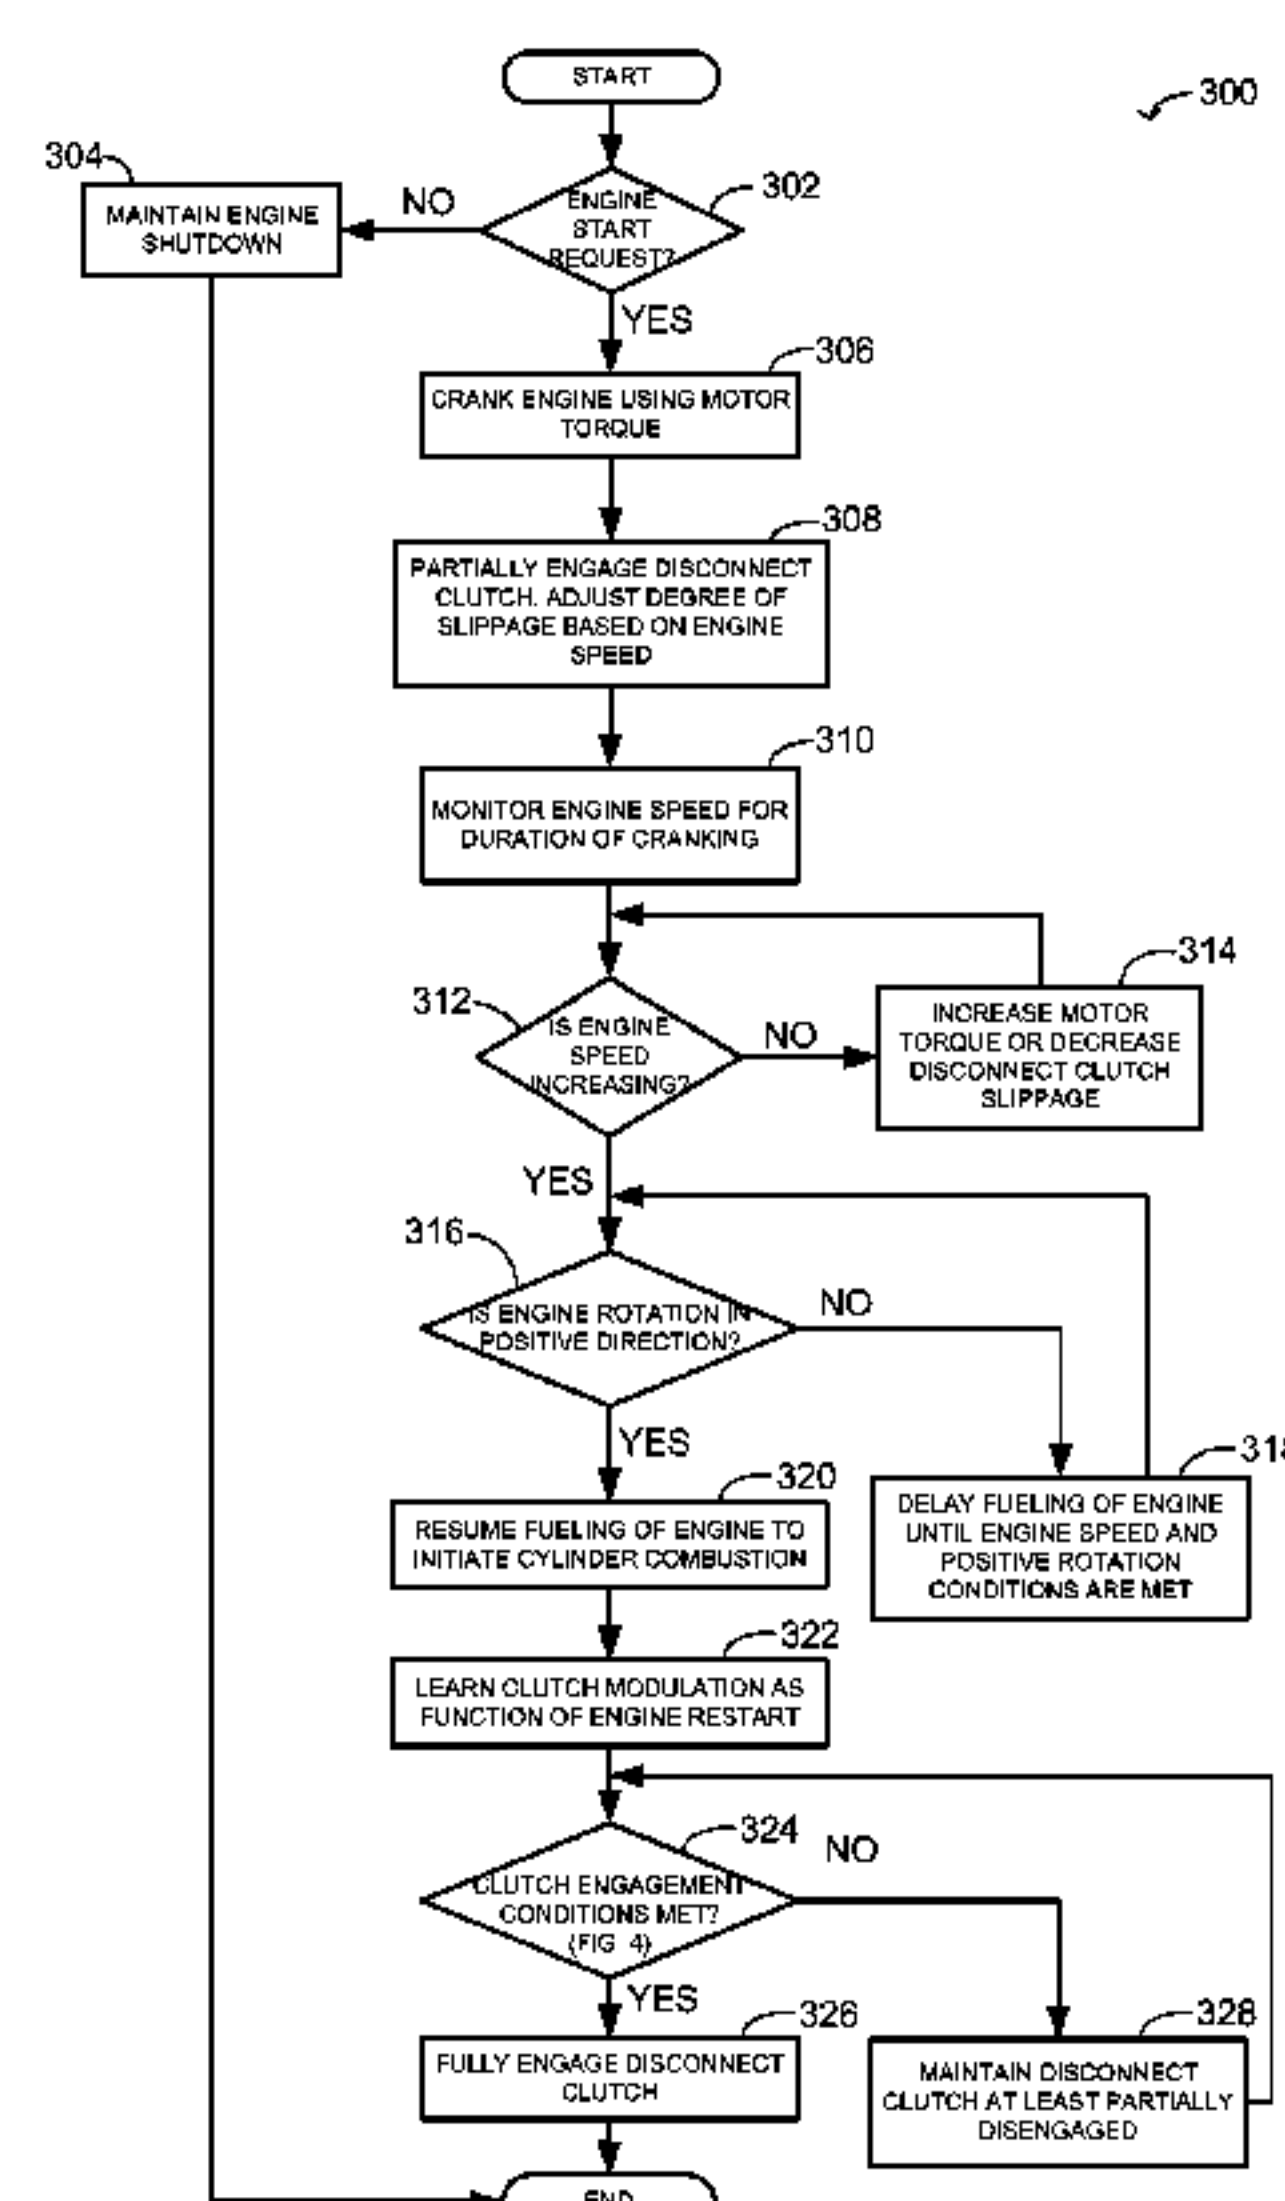 START
300
304
302
MAINTAIN ENGINE
SHUTDOWN
NO
ENGINE
START
REQUEST?
YES
306
CRANK ENGINE USING MOTOR
TORQUE
308
PARTIALLY ENGAGE DISCONNECT
CLUTCH. ADJUST DEGREE OF
SLIPPAGE BASED ON ENGINE
SPEED
310
MONITOR ENGINE SPEED FOR
DURATION OF CRANKING
312
IS ENGINE
SPEED
INCREASING?
NO
314
INCREASE MOTOR
TORQUE OR DECREASE
DISCONNECT CLUTCH
SLIPPAGE
YES
316
IS ENGINE ROTATION IN
POSITIVE DIRECTION?
NO
YES
318
DELAY FUELING OF ENGINE
UNTIL ENGINE SPEED AND
POSITIVE ROTATION
CONDITIONS ARE MET
320
RESUME FUELING OF ENGINE TO
INITIATE CYLINDER COMBUSTION
322
LEARN CLUTCH MODULATION AS
FUNCTION OF ENGINE RESTART
324
CLUTCH ENGAGEMENT
CONDITIONS MET?
(FIG 4)
NO
YES
326
FULLY ENGAGE DISCONNECT
CLUTCH
328
MAINTAIN DISCONNECT
CLUTCH AT LEAST PARTIALLY
DISENGAGED
END